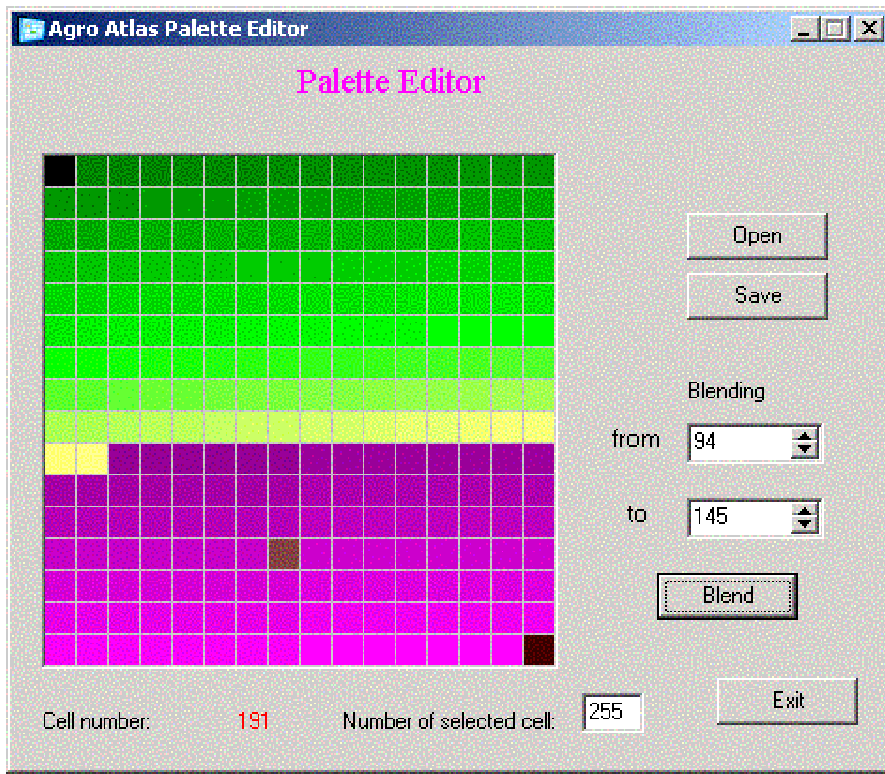 Agro Atlas Palette Editor
Palette Editor
Open
Save
Blending
from 94
to 145
Blend
Exit
Cell number: 191 Number of selected cell: 255